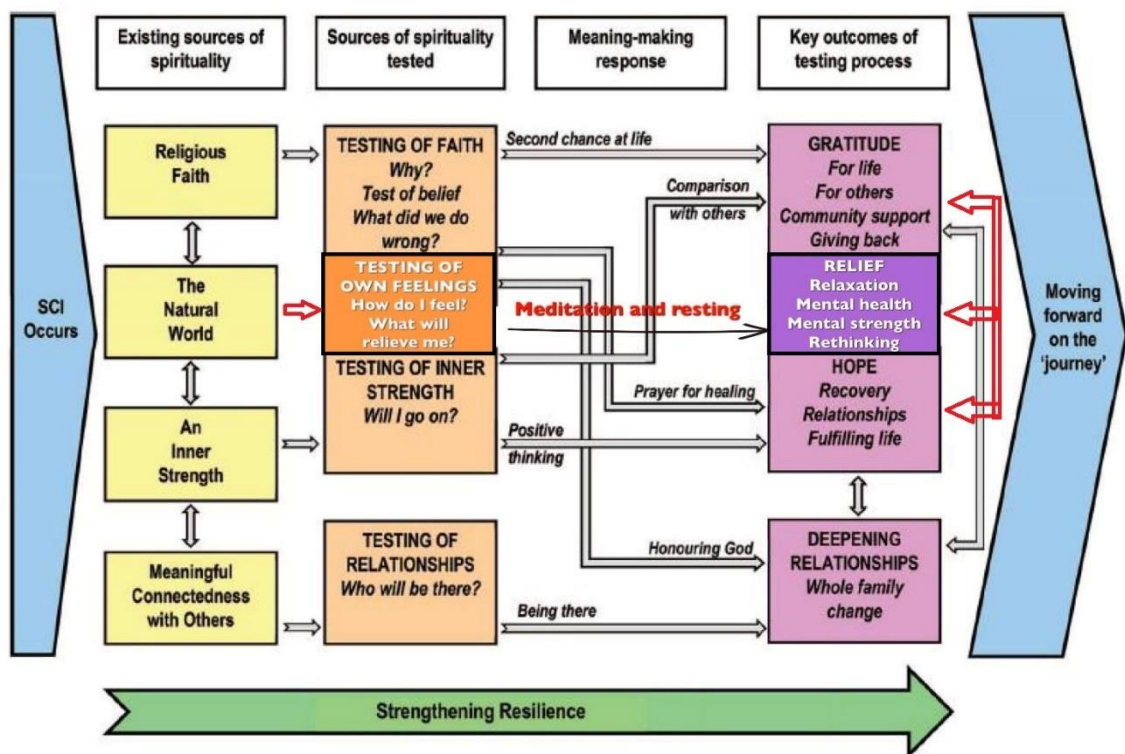 Existing sources of
spirituality
Sources of spirituality
tested
Meaning-making
response
Key outcomes of
testing process
SCI
Occurs
Religious
Faith
The
Natural
World
An
Inner
Strength
Meaningful
Connectedness
with Others
TESTING OF FAITH
Why?
Test of belief
What did we do
wrong?
TESTING OF
OWN FEELINGS
How do I feel?
What will
relieve me?
TESTING OF INNER
STRENGTH
Will I go on?
TESTING OF
RELATIONSHIPS
Who will be there?
Second chance at life
Comparison
with others
Meditation and resting
Prayer for healing
Positive
thinking
Honouring God
Being there
GRATITUDE
For life
For others
Community support
Giving back
RELIEF
Relaxation
Mental health
Mental strength
Rethinking
HOPE
Recovery
Relationships
Fulfilling life
DEEPENING
RELATIONSHIPS
Whole family
change
Moving
forward
on the
'journey'
Strengthening Resilience